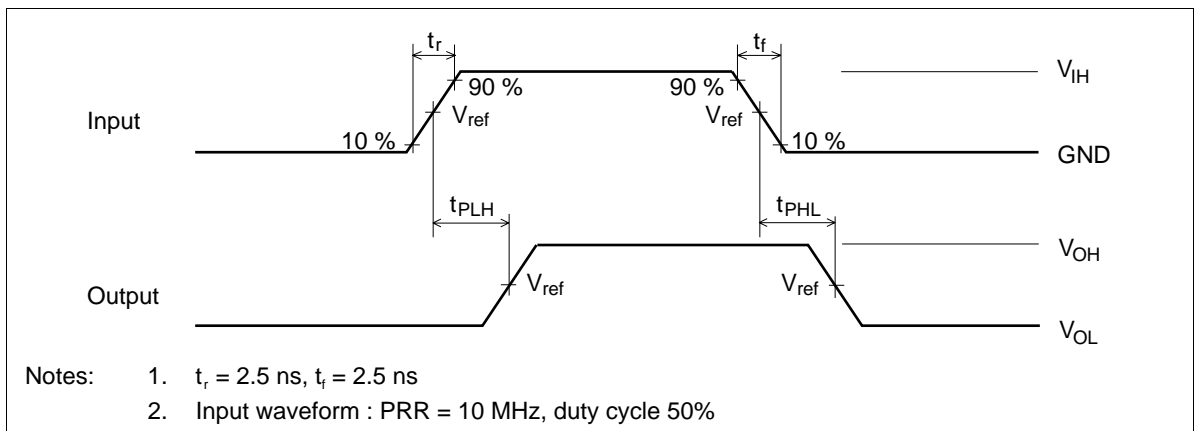 tr
tf
90 %
90 %
VIH
Input
Vref
Vref
10 %
10 %
GND
tPLH
tPHL
VOH
Output
Vref
Vref
VOL
Notes: 1. tr = 2.5 ns, tf = 2.5 ns
2. Input waveform : PRR = 10 MHz, duty cycle 50%